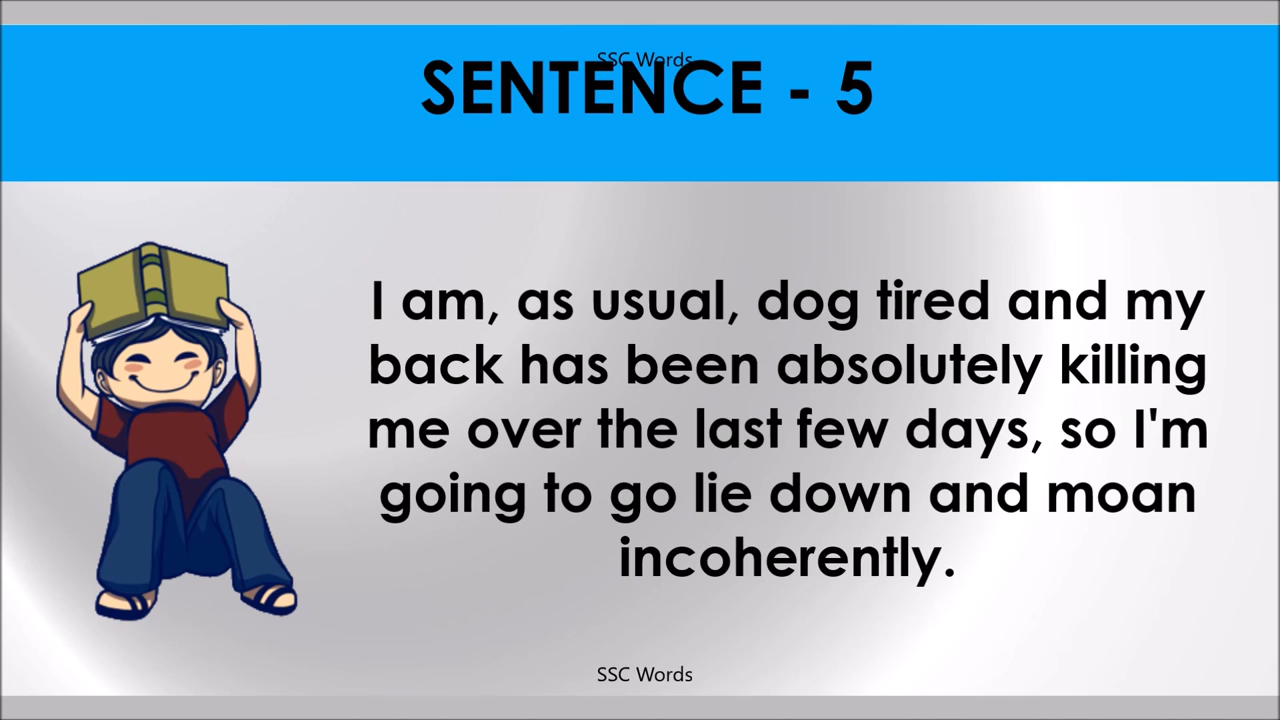 SSC Words
SENTENCE - 5
I am, as usual, dog tired and my
back has been absolutely killing
me over the last few days, so I'm
going to go lie down and moan
incoherently.
SSC Words